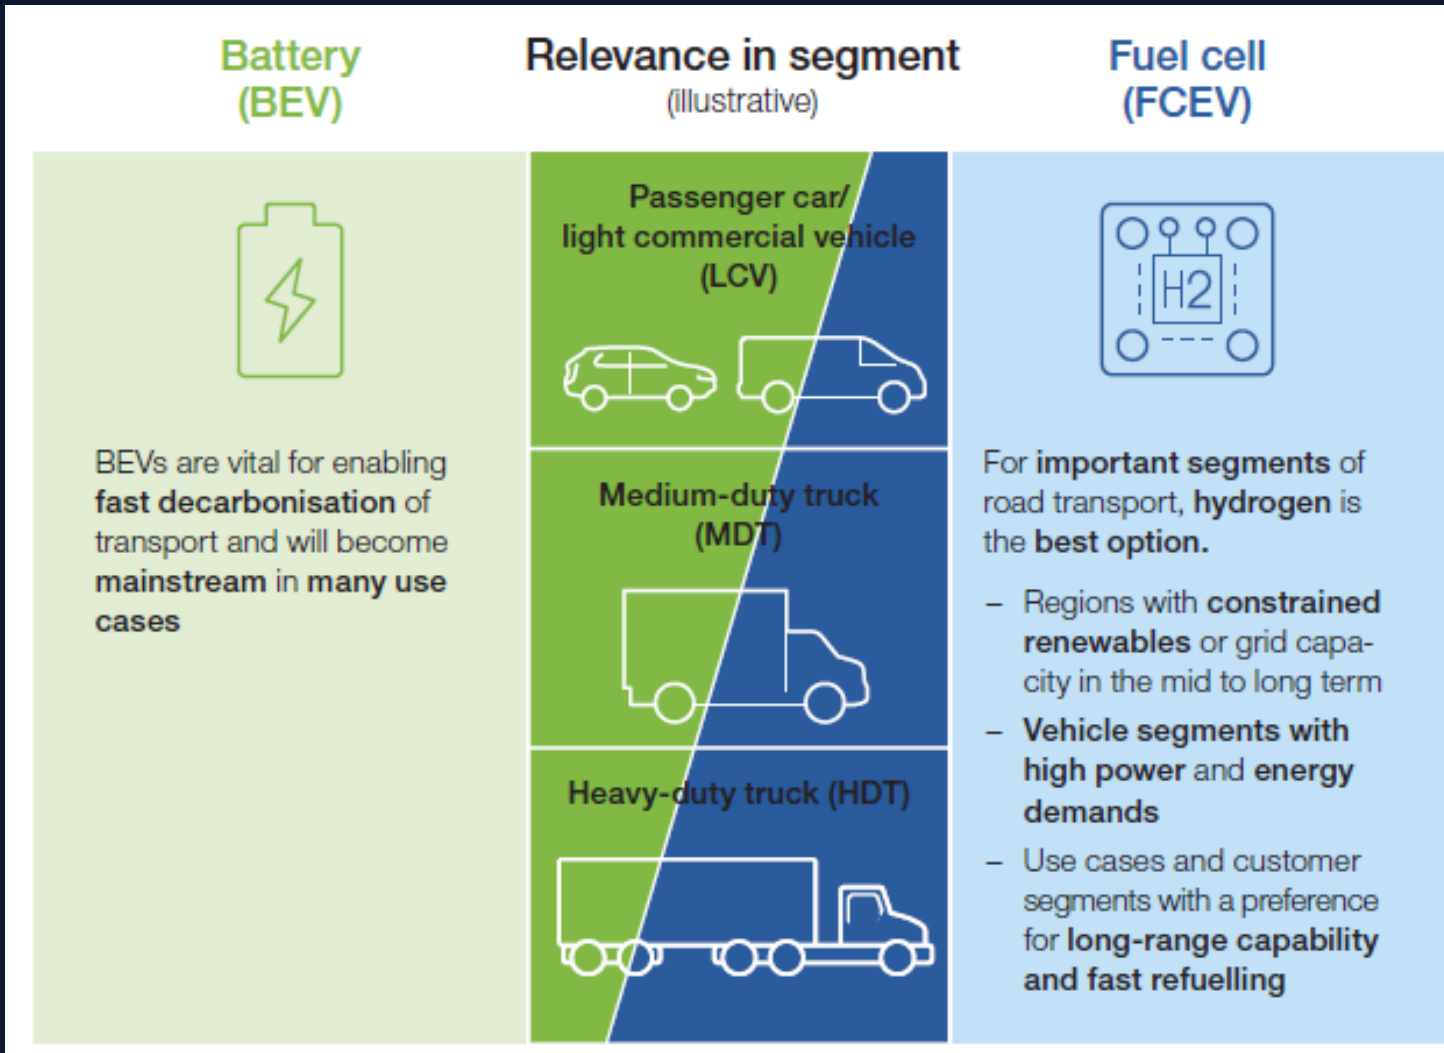 Battery
(BEV)
Relevance in segment
(illustrative)
Fuel cell
(FCEV)
BEVs are vital for enabling
fast decarbonisation of
transport and will become
mainstream in many use
cases
Passenger car/
light commercial vehicle
(LCV)
Medium-duty truck
(MDT)
Heavy-duty truck (HDT)
H2
For important segments of
road transport, hydrogen is
the best option.
– Regions with constrained
renewables or grid capa-
city in the mid to long term
– Vehicle segments with
high power and energy
demands
– Use cases and customer
segments with a preference
for long-range capability
and fast refuelling